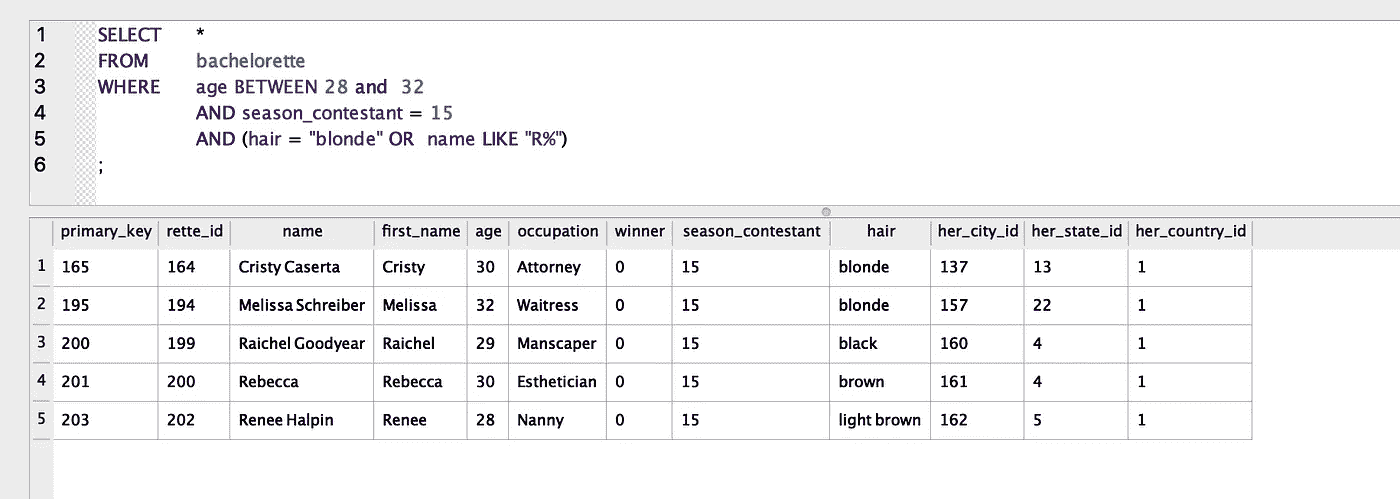 1 SELECT *
2 FROM bachelorette
3 WHERE age BETWEEN 28 and 32
4 AND season_contestant = 15
5 AND (hair = "blonde" OR name LIKE "R%")
6 ;
primary_key rette_id name first_name age occupation winner season_contestant hair her_city_id her_state_id her_country_id
1 165 164 Cristy Caserta Cristy 30 Attorney 0 15 blonde 137 13 1
2 195 194 Melissa Schreiber Melissa 32 Waitress 0 15 blonde 157 22 1
3 200 199 Raichel Goodyear Raichel 29 Manscaper 0 15 black 160 4 1
4 201 200 Rebecca Rebecca 30 Esthetician 0 15 brown 161 4 1
5 203 202 Renee Halpin Renee 28 Nanny 0 15 light brown 162 5 1